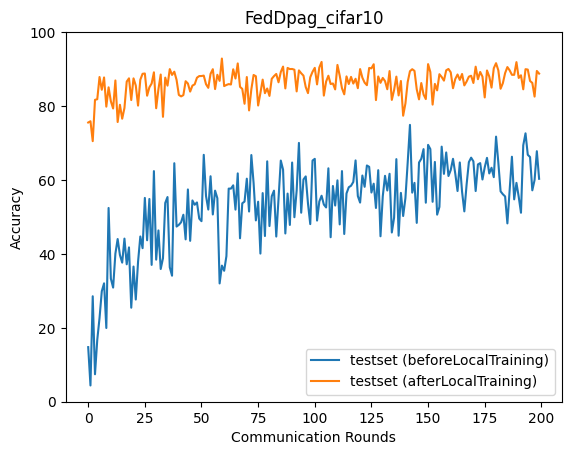 FedDpag_cifar10
100
80
60
40
20
0
Accuracy
0 25 50 75 100 125 150 175 200
Communication Rounds
testset (beforeLocalTraining)
testset (afterLocalTraining)